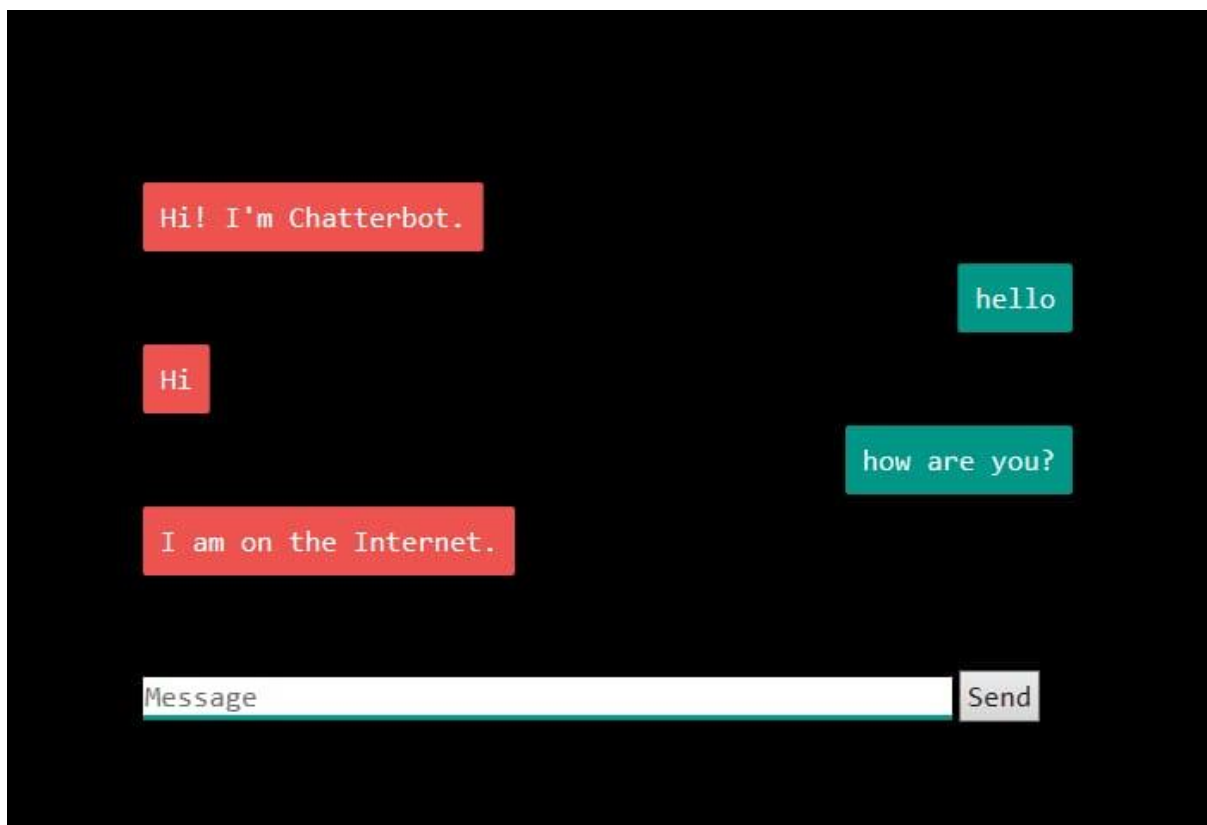 Hi! I'm Chatterbot.
hello
Hi
how are you?
I am on the Internet.
Message
Send